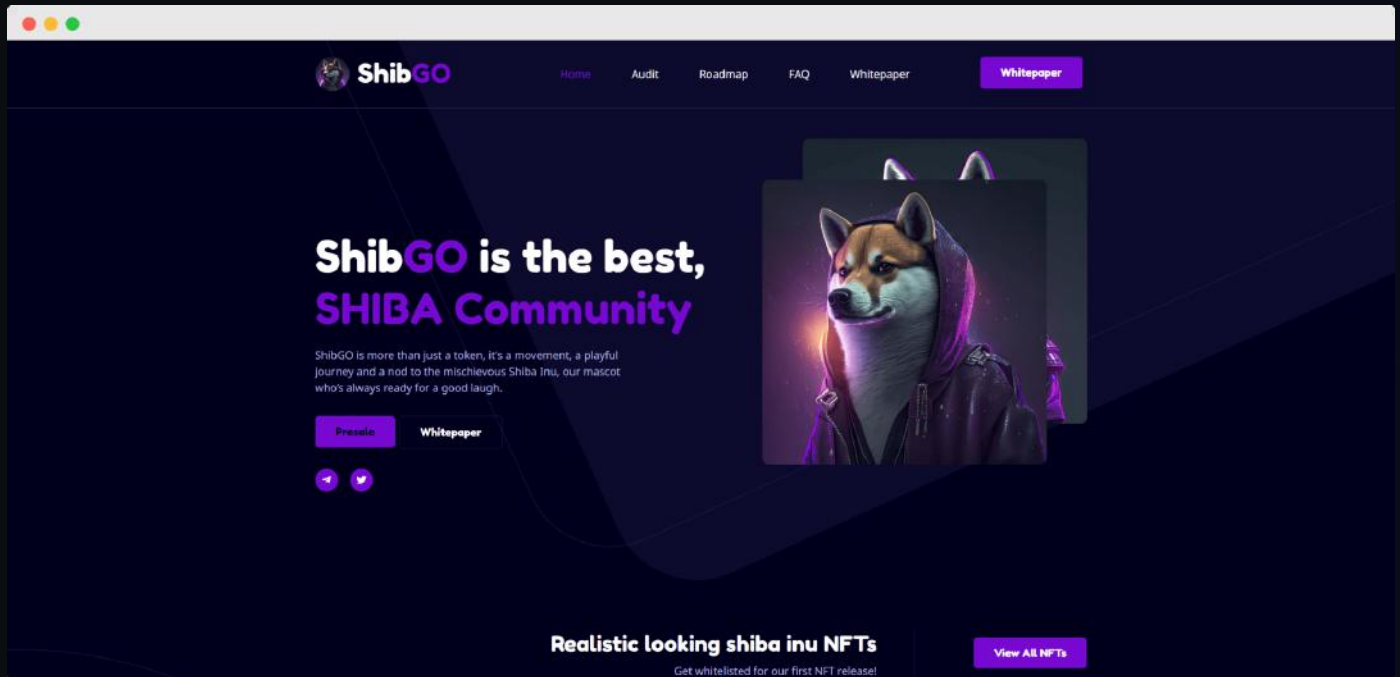 ShibGO
Home Audit Roadmap FAQ Whitepaper
Whitepaper
ShibGO is the best,
SHIBA Community
ShibGO is more than just a token, it's a movement, a playful
journey and a nod to the mischievous Shiba Inu, our mascot
who's always ready for a good laugh.
Presale Whitepaper
Realistic looking shiba inu NFTs
Get whitelisted for our first NFT release!
View All NFTs